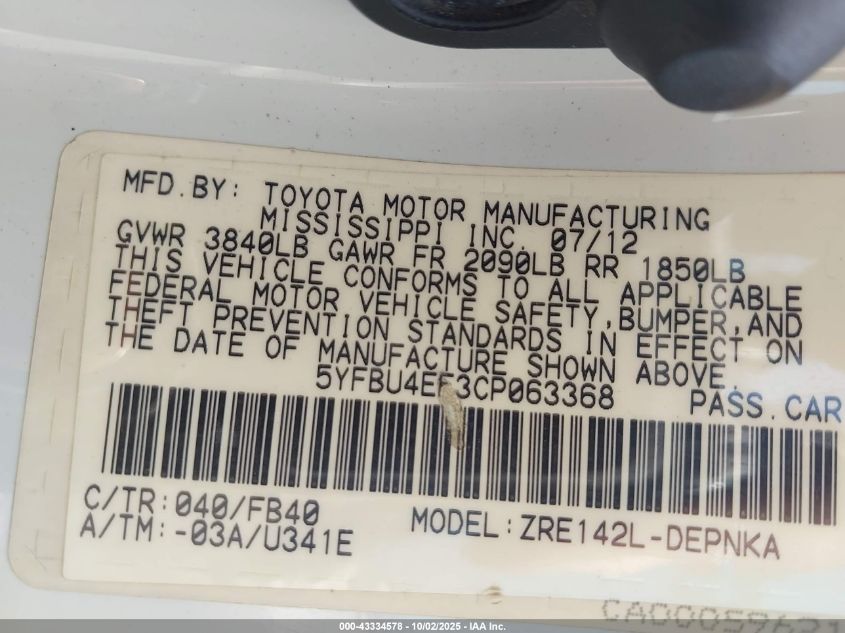 MFD.BY: TOYOTA MOTOR MANUFACTURING
MISSISSIPPI INC. 07/12
GVWR 3840LB GAWR FR 2090LB RR 1850LB
THIS VEHICLE CONFORMS TO ALL APPLICABLE
FEDERAL MOTOR VEHICLE SAFETY,BUMPER,AND
THEFT PREVENTION STANDARDS IN EFFECT ON
THE DATE OF MANUFACTURE SHOWN ABOVE.
5YFBU4EE3CP063368 PASS.CAR
C/TR:040/FB40
A/TM:-03A/U341E
MODEL:ZRE142L-DEPNKA
000-43334578 - 10/02/2025 - IAA Inc.